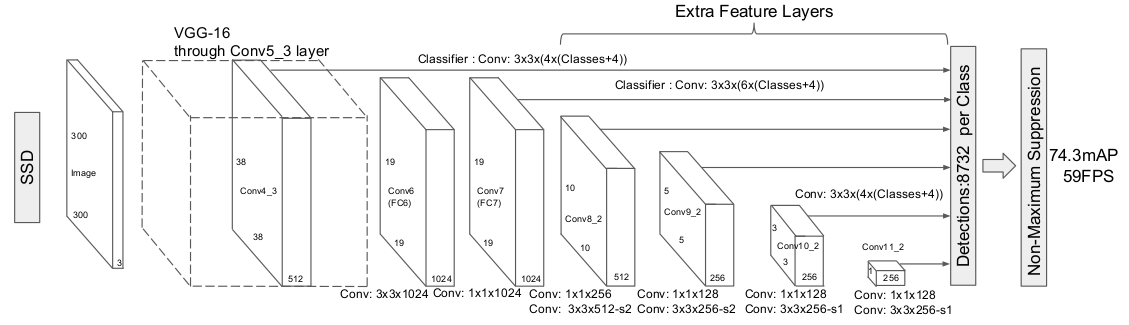 Extra Feature Layers
VGG-16
through Conv5_3 layer
Classifier : Conv: 3x3x(4x(Classes+4))
Classifier : Conv: 3x3x(6x(Classes+4))
SSD
300
Image
300
3
38
Conv4_3
38
512
19
Conv6
(FC6)
19
1024
19
Conv7
(FC7)
19
1024
10
Conv8_2
10
512
5
Conv9_2
5
256
Conv: 3x3x(4x(Classes+4))
3
Conv10_2
3
256
Conv11_2
1
256
Conv: 3x3x1024
Conv: 1x1x1024
Conv: 1x1x256
Conv: 3x3x512-s2
Conv: 1x1x128
Conv: 3x3x256-s2
Conv: 1x1x128
Conv: 3x3x256-s1
Conv: 1x1x128
Conv: 3x3x256-s1
Detections:8732 per Class
Non-Maximum Suppression
74.3mAP
59FPS